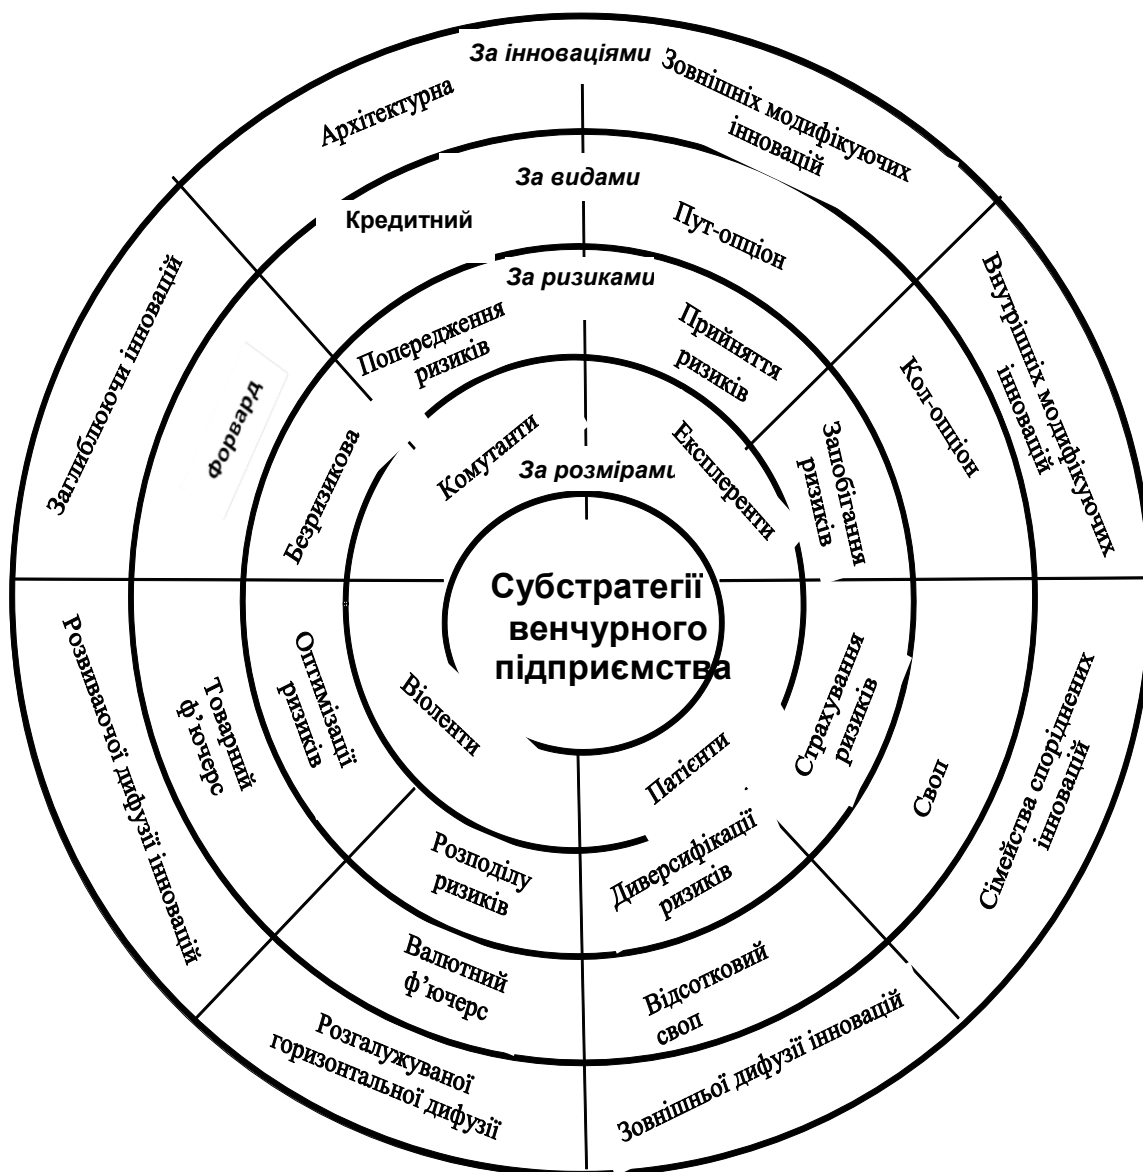 За інноваціями
Архітектурна
Зовнішніх модифікуючих
інновацій
Внутрішніх модифікуючих
інновацій
Сімейства споріднених
інновацій
Зовнішньої дифузії інновацій
Розгалужуваної
горизонтальної дифузії
Розвиваючої дифузії інновацій
Заглиблюючи інновацій
За видами
Кредитний
Пут-опціон
Кол-опціон
Своп
Відсотковий
своп
Валютний
ф’ючерс
Товарний
ф’ючерс
Форвард
За ризиками
Попередження
ризиків
Прийняття
ризиків
Запобігання
ризиків
Страхування
ризиків
Диверсифікації
ризиків
Розподілу
ризиків
Оптимізації
ризиків
Безризикова
За розмірами
Комутанти
Експлеренти
Патієнти
Віоленти
Субстратегії
венчурного
підприємства